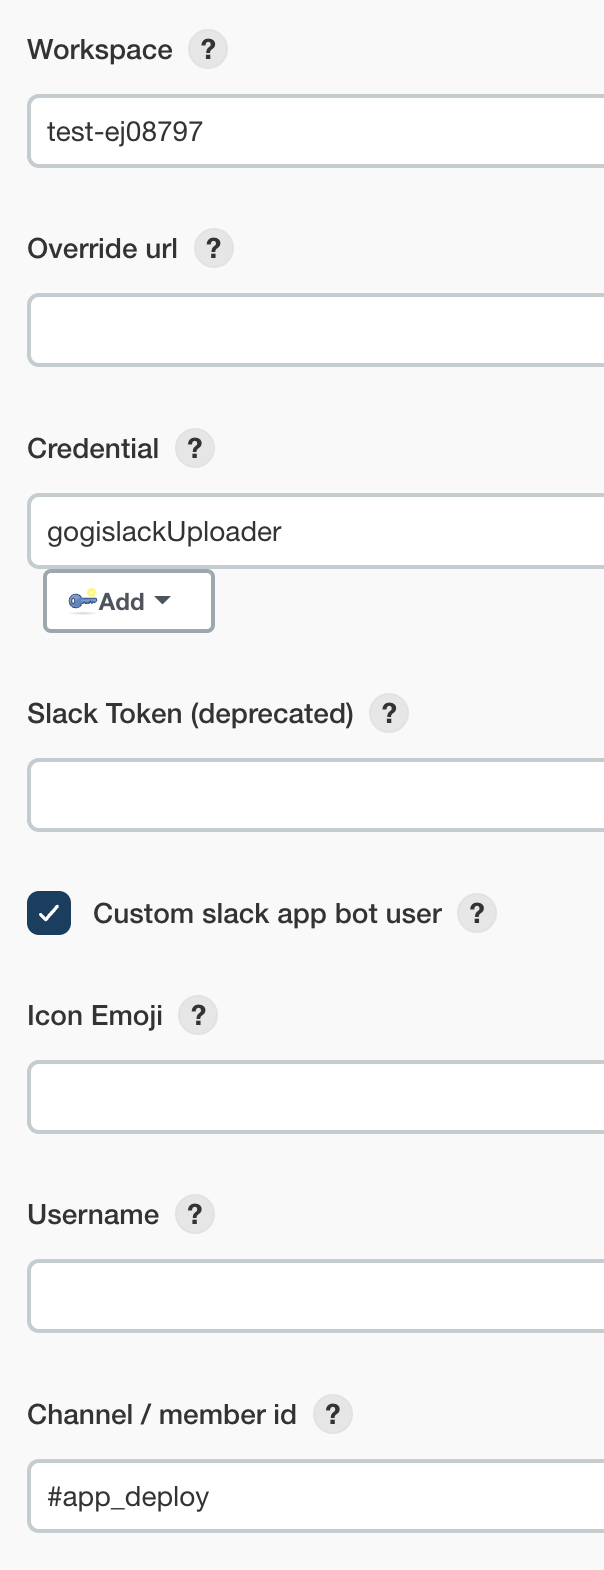 Workspace ?
test-ej08797
Override url ?
Credential ?
gogislackUploader
Add
Slack Token (deprecated) ?
Custom slack app bot user ?
Icon Emoji ?
Username ?
Channel / member id ?
#app_deploy